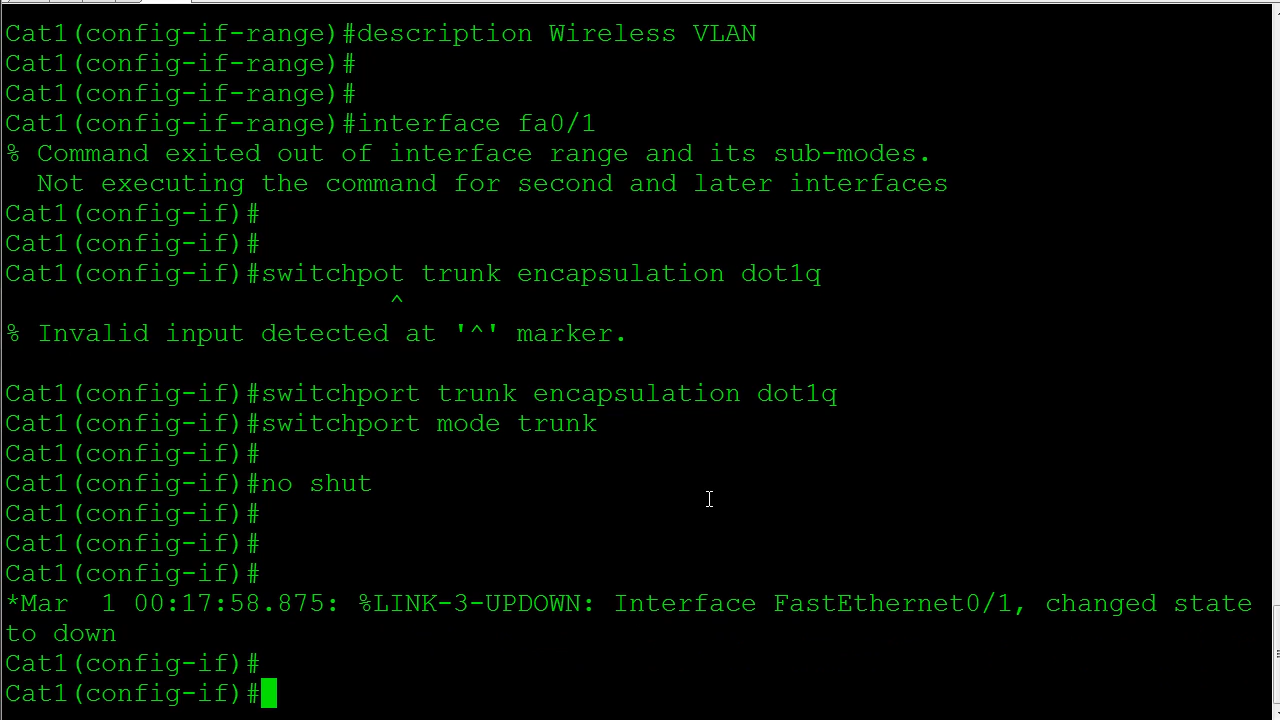 Cat1(config-if-range)#description Wireless VLAN
Cat1(config-if-range)#
Cat1(config-if-range)#
Cat1(config-if-range)#interface fa0/1
% Command exited out of interface range and its sub-modes.
  Not executing the command for second and later interfaces
Cat1(config-if)#
Cat1(config-if)#
Cat1(config-if)#switchpot trunk encapsulation dot1q
                        ^
% Invalid input detected at '^' marker.

Cat1(config-if)#switchport trunk encapsulation dot1q
Cat1(config-if)#switchport mode trunk
Cat1(config-if)#
Cat1(config-if)#no shut
Cat1(config-if)#
Cat1(config-if)#
Cat1(config-if)#
*Mar  1 00:17:58.875: %LINK-3-UPDOWN: Interface FastEthernet0/1, changed state
to down
Cat1(config-if)#
Cat1(config-if)#